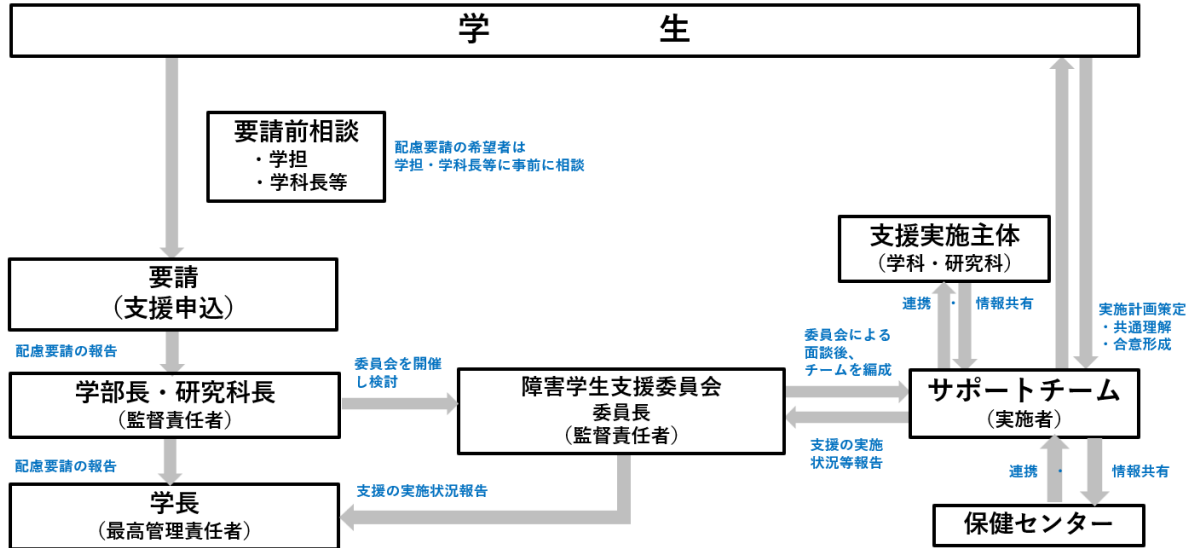 学 生
要請前相談
・学担
・学科長等
配慮要請の希望者は
学担・学科長等に事前に相談
支援実施主体
（学科・研究科）
要請
（支援申込）
連携 ・ 情報共有
実施計画策定
・共通理解
・合意形成
配慮要請の報告
委員会を開催
し検討
委員会による
面談後、
チームを編成
学部長・研究科長
（監督責任者）
障害学生支援委員会
委員長
（監督責任者）
サポートチーム
（実施者）
支援の実施
状況等報告
配慮要請の報告
連携 ・ 情報共有
支援の実施状況報告
学長
（最高管理責任者）
保健センター